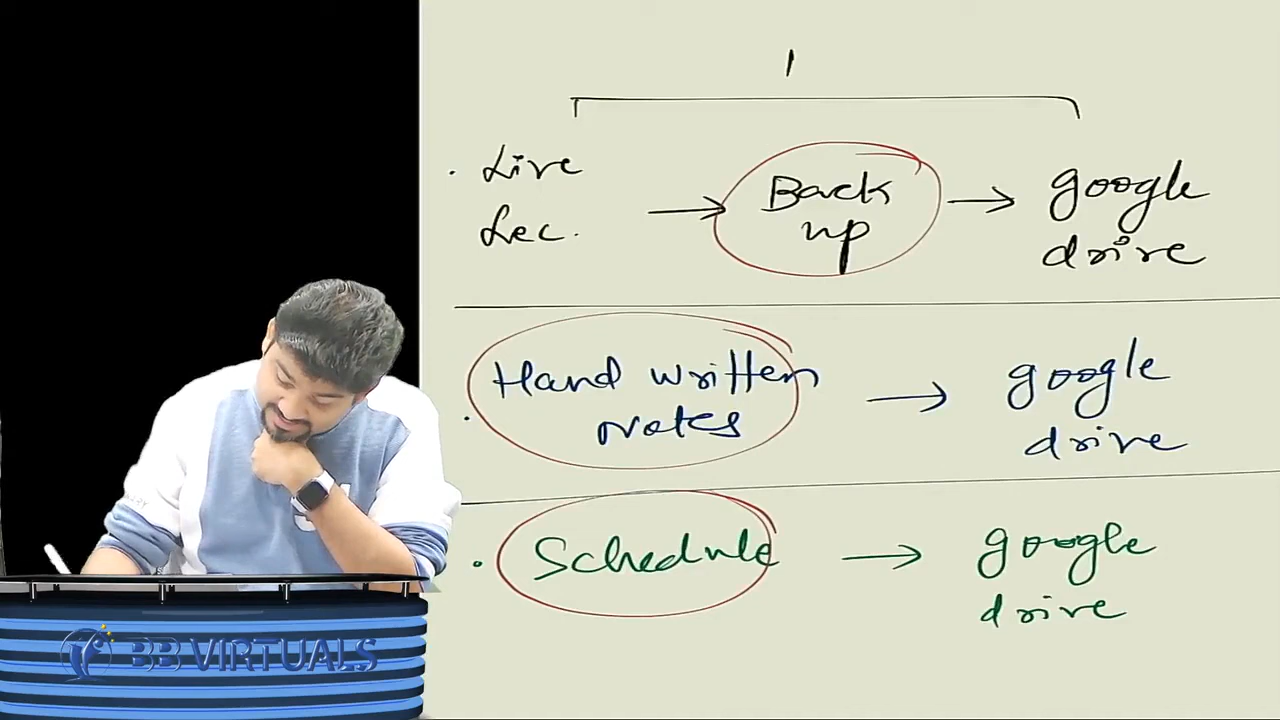 1
. Live
Lec. → Back up → google drive
. Hand written notes → google drive
. Schedule → google drive
BB VIRTUALS